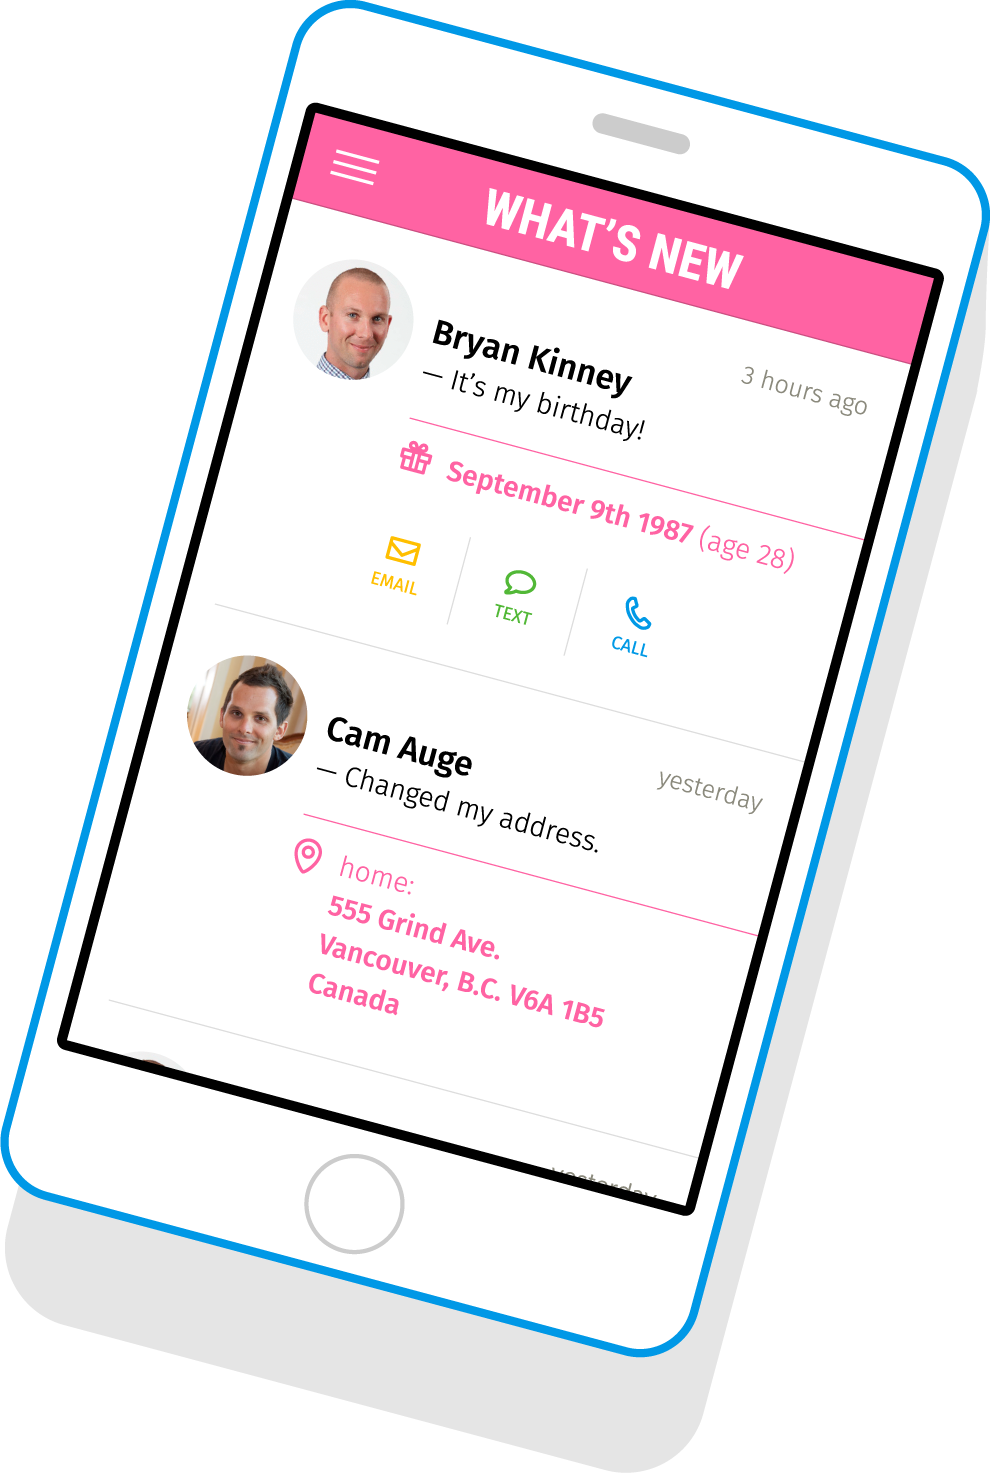 WHAT'S NEW
Bryan Kinney
3 hours ago
— It's my birthday!
September 9th 1987 (age 28)
EMAIL
TEXT
CALL
Cam Auge
yesterday
— Changed my address.
home:
555 Grind Ave.
Vancouver, B.C. V6A 1B5
Canada
yesterday